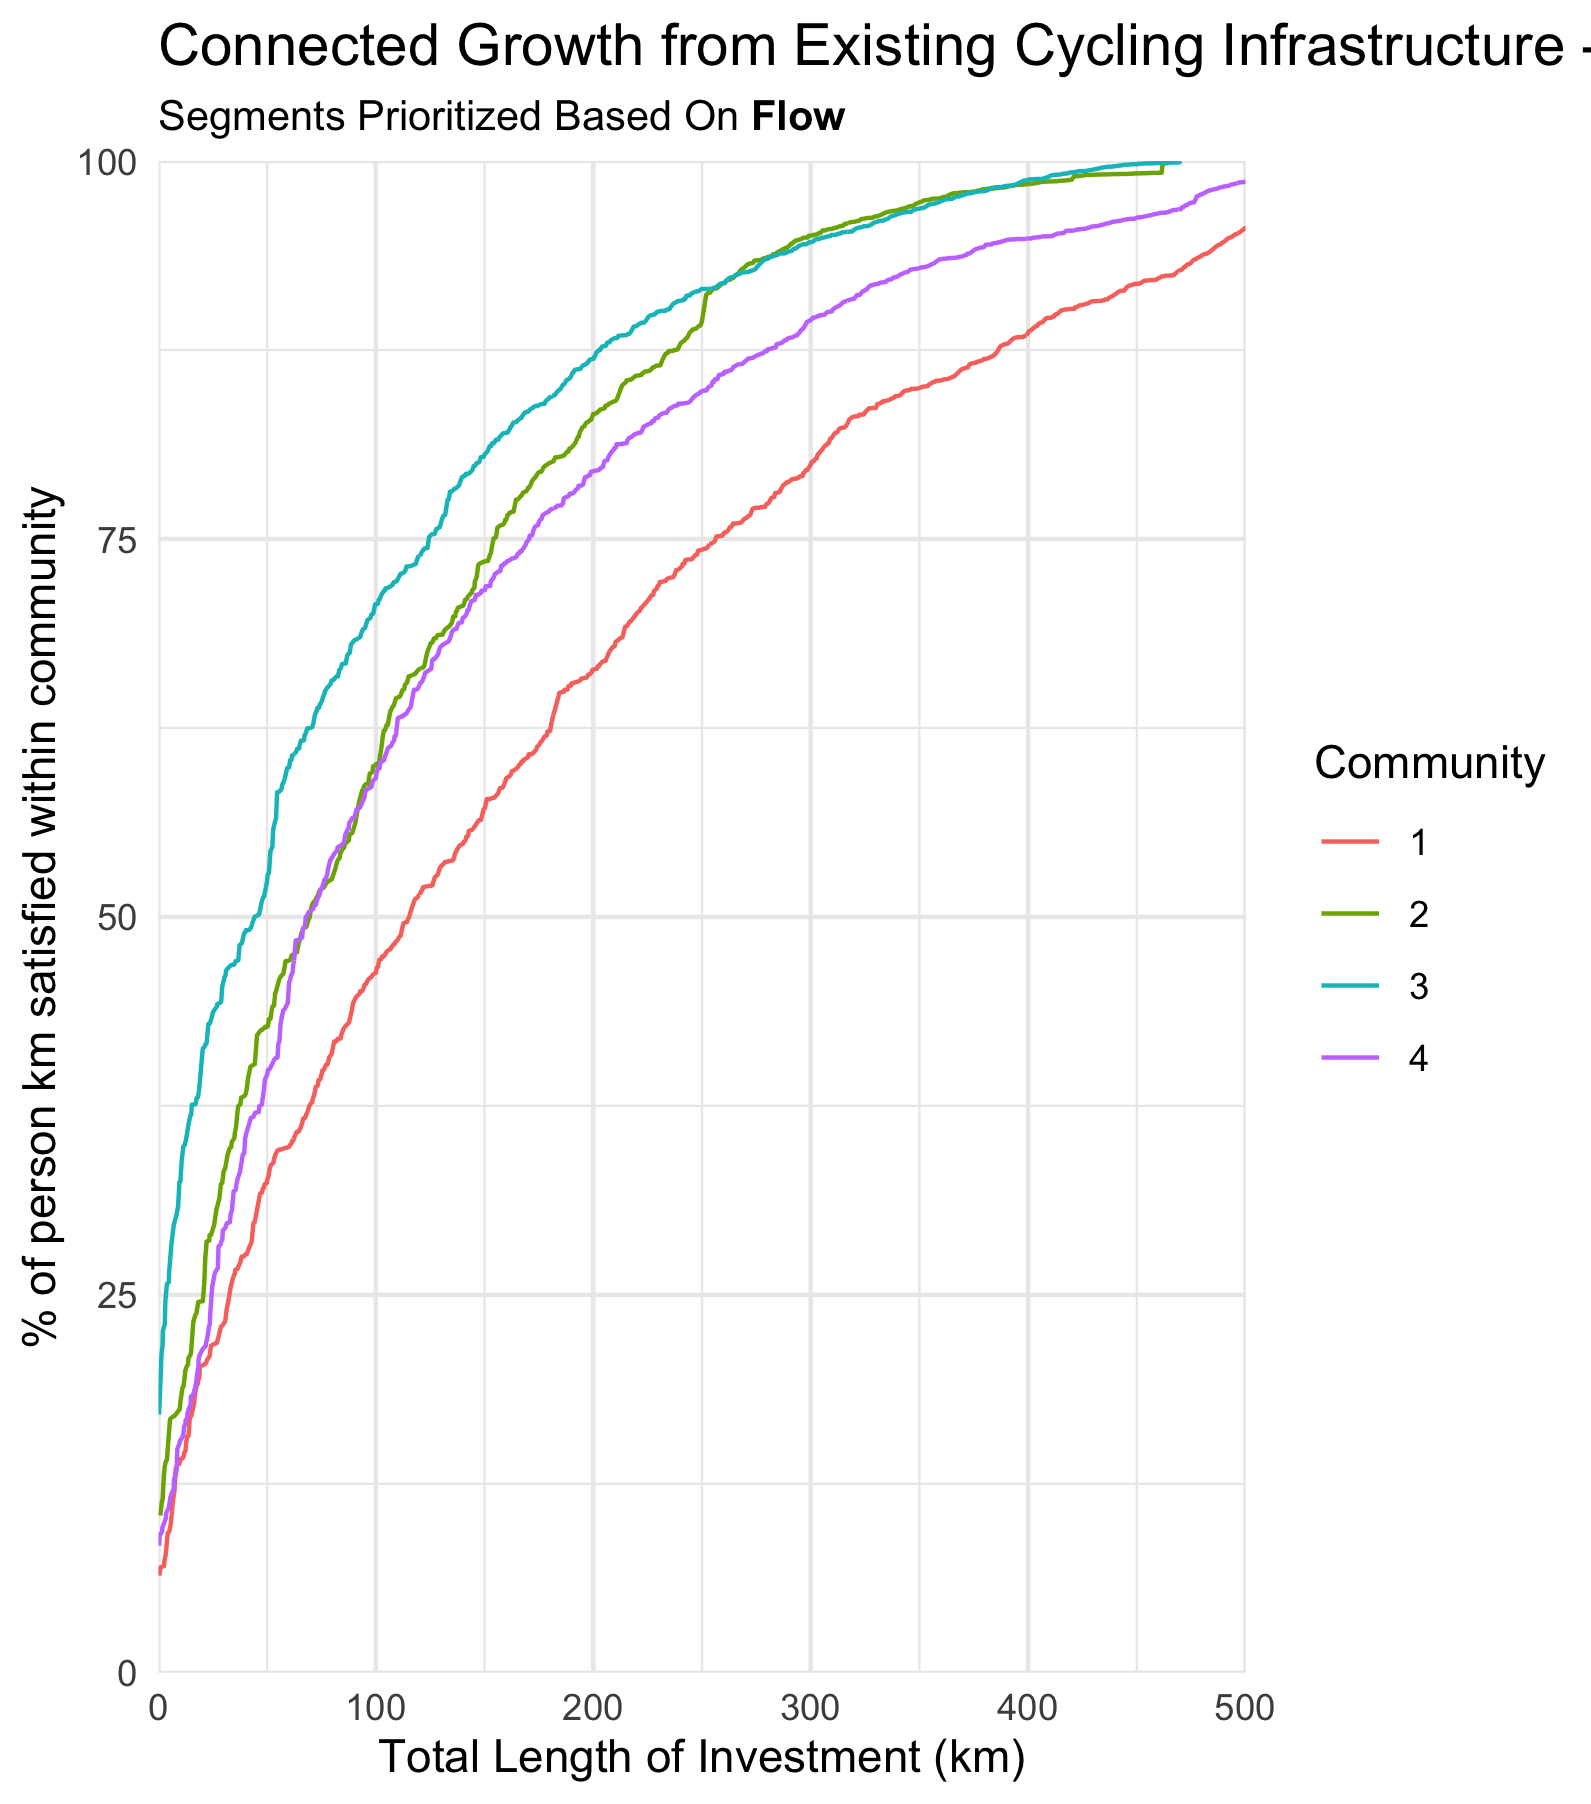 Connected Growth from Existing Cycling Infrastructure -
Segments Prioritized Based On Flow
100
75
50
25
0
% of person km satisfied within community
0 100 200 300 400 500
Total Length of Investment (km)
Community
1
2
3
4